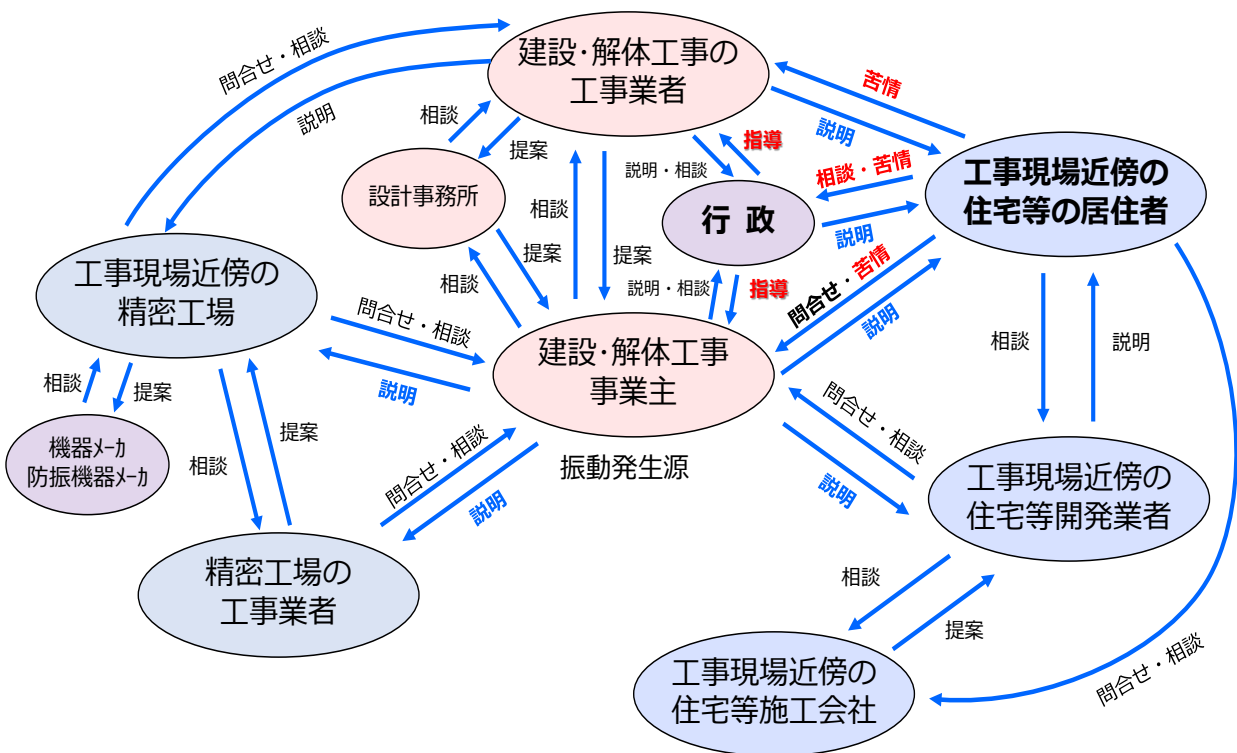 建設・解体工事の
工事業者
問合せ・相談
説明
苦情
説明
相談
提案
説明・相談
指導
相談・苦情
説明
設計事務所
行 政
工事現場近傍の
住宅等の居住者
相談
提案
相談
提案
説明・相談
指導
問合せ・苦情
説明
工事現場近傍の
精密工場
問合せ・相談
説明
建設・解体工事
事業主
振動発生源
相談
説明
相談
提案
機器ﾒｰｶ
防振機器ﾒｰｶ
相談
提案
問合せ・相談
説明
問合せ・相談
説明
工事現場近傍の
住宅等開発業者
精密工場の
工事業者
相談
提案
工事現場近傍の
住宅等施工会社
問合せ・相談